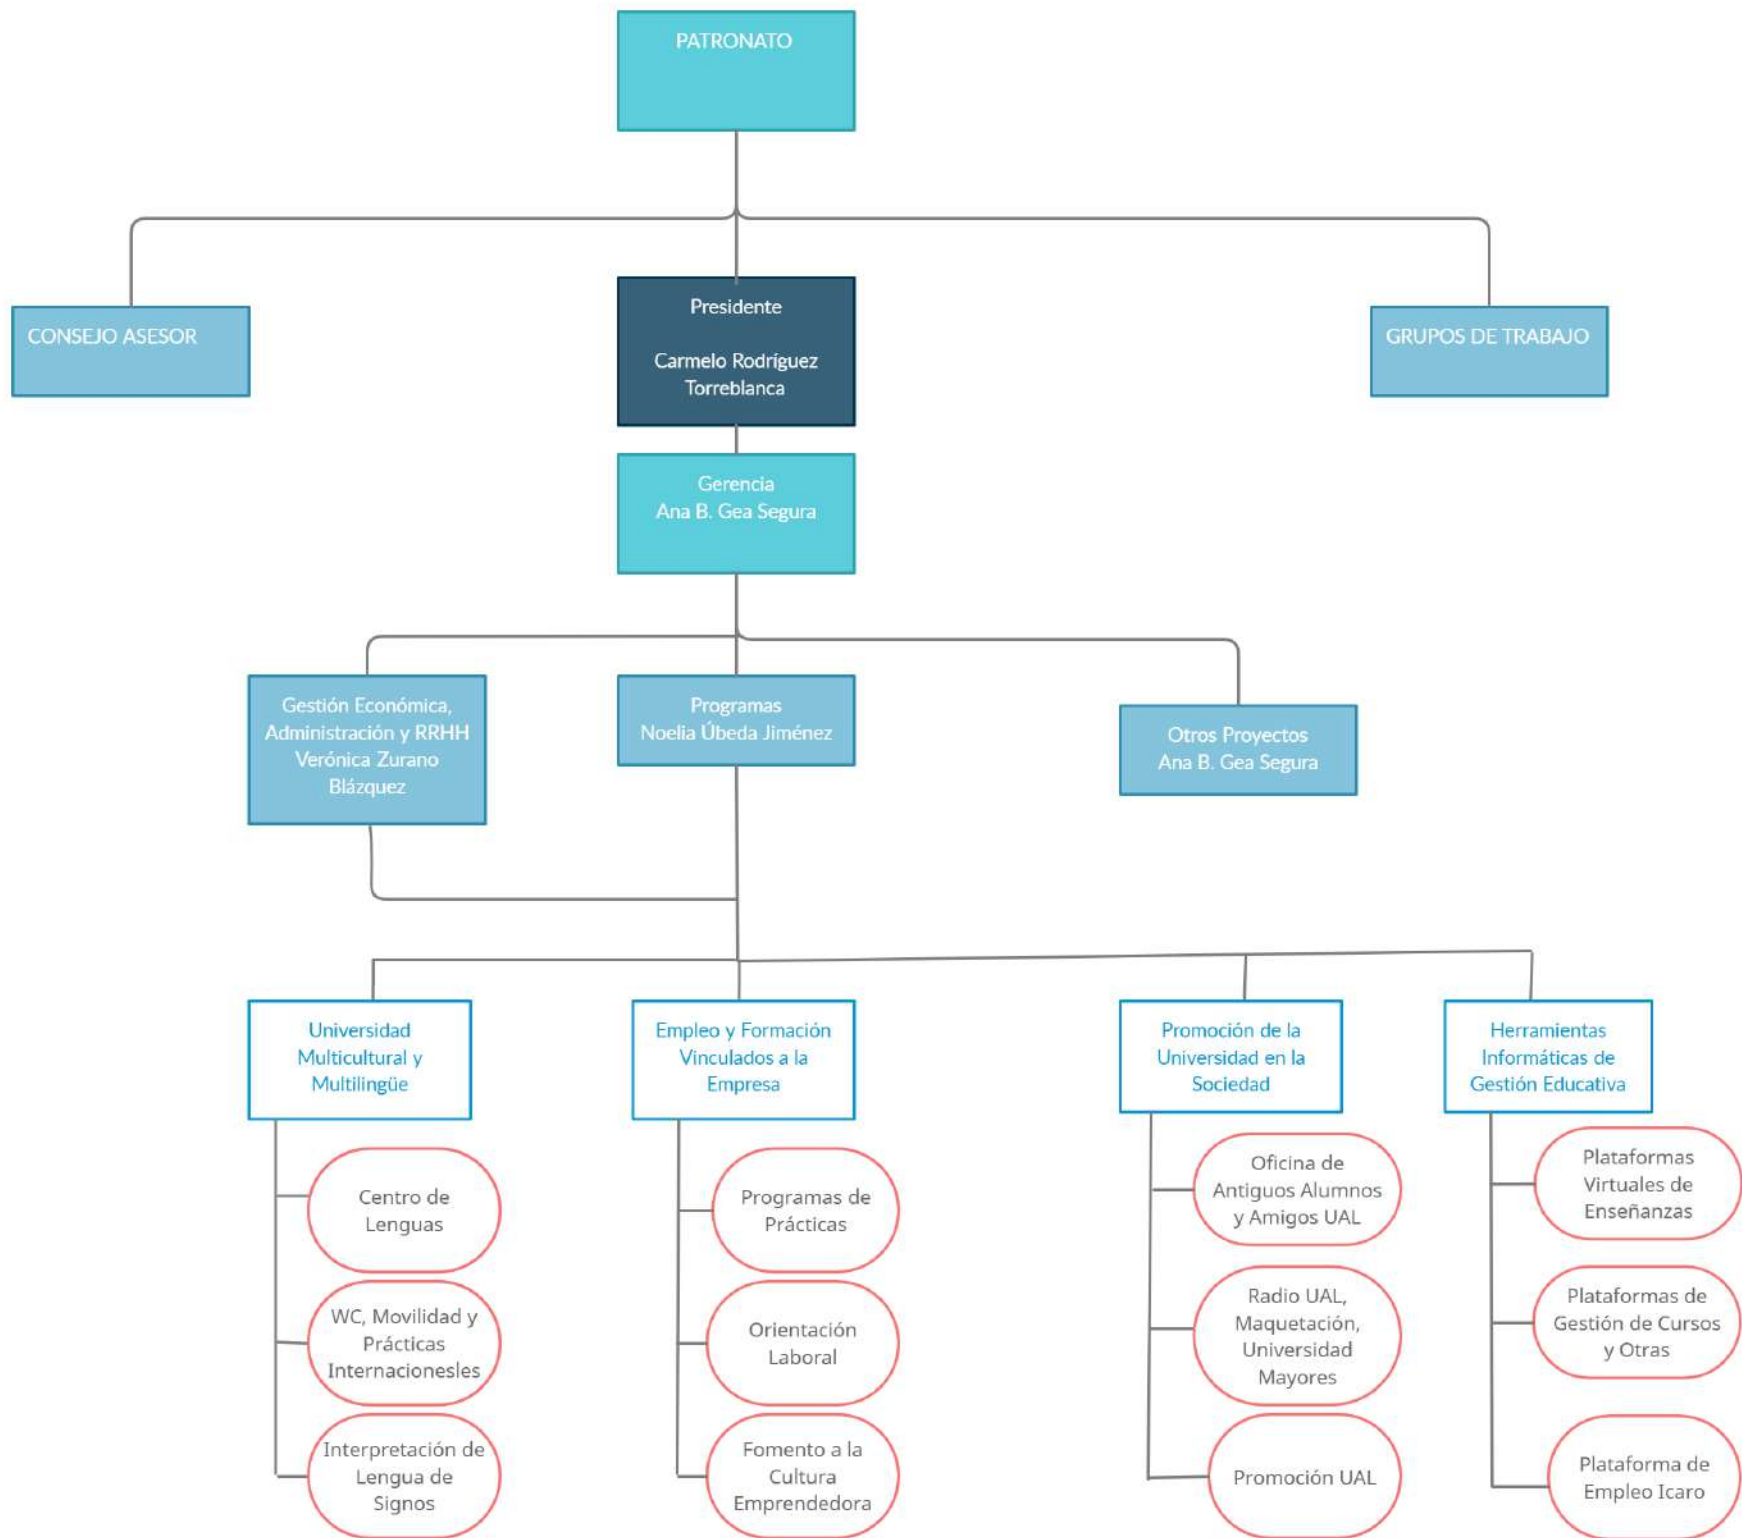 PATRONATO
CONSEJO ASESOR
Presidente
Carmelo Rodríguez
Torreblanca
GRUPOS DE TRABAJO
Gerencia
Ana B. Gea Segura
Gestión Económica,
Administración y RRHH
Verónica Zurano
Blázquez
Programas
Noelia Úbeda Jiménez
Otros Proyectos
Ana B. Gea Segura
Universidad
Multicultural y
Multilingüe
Empleo y Formación
Vinculados a la
Empresa
Promoción de la
Universidad en la
Sociedad
Herramientas
Informáticas de
Gestión Educativa
Centro de
Lenguas
WC, Movilidad y
Prácticas
Internacionesles
Interpretación de
Lengua de
Signos
Programas de
Prácticas
Orientación
Laboral
Fomento a la
Cultura
Emprendedora
Oficina de
Antiguos Alumnos
y Amigos UAL
Radio UAL,
Maquetación,
Universidad
Mayores
Promoción UAL
Plataformas
Virtuales de
Enseñanzas
Plataformas de
Gestión de Cursos
y Otras
Plataforma de
Empleo Icaro